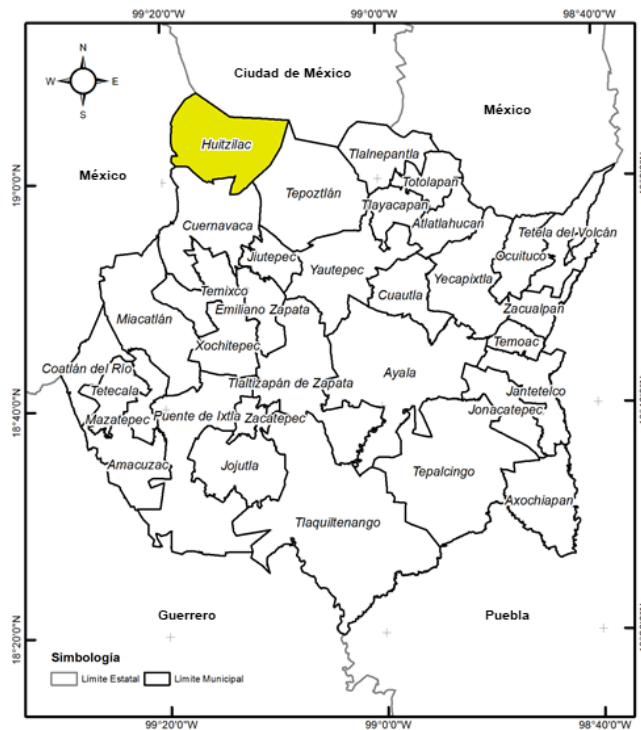 99°20'0"W 99°0'0"W 98°40'0"W
N
W E
S
Ciudad de México
México
Huitzilac
Tlalnepantla
México
19°0'0"N
Totolapan
Tepoztlán
Tlayacapan
Atlatlahucan
Cuernavaca
Tetela del Volcán
Jiutepec
Ocuituco
Yautepec
Yecapixtla
Temixco
Cuautla
Emiliano Zapata
Zacualpan
Miacatlán
Temoac
Xochitepec
Coatlán del Río
Ayala
Tlaltizapán de Zapata
Tetecala
Jantetelco
18°40'0"N
Jonacatepec
Mazatepec
Puente de Ixtla
Zacatepec
Amacuzac
Jojutla
Tepalcingo
Axochiapan
Tlaquiltenango
Guerrero
Puebla
18°20'0"N
Simbología
Límite Estatal Límite Municipal
99°20'0"W 99°0'0"W 98°40'0"W